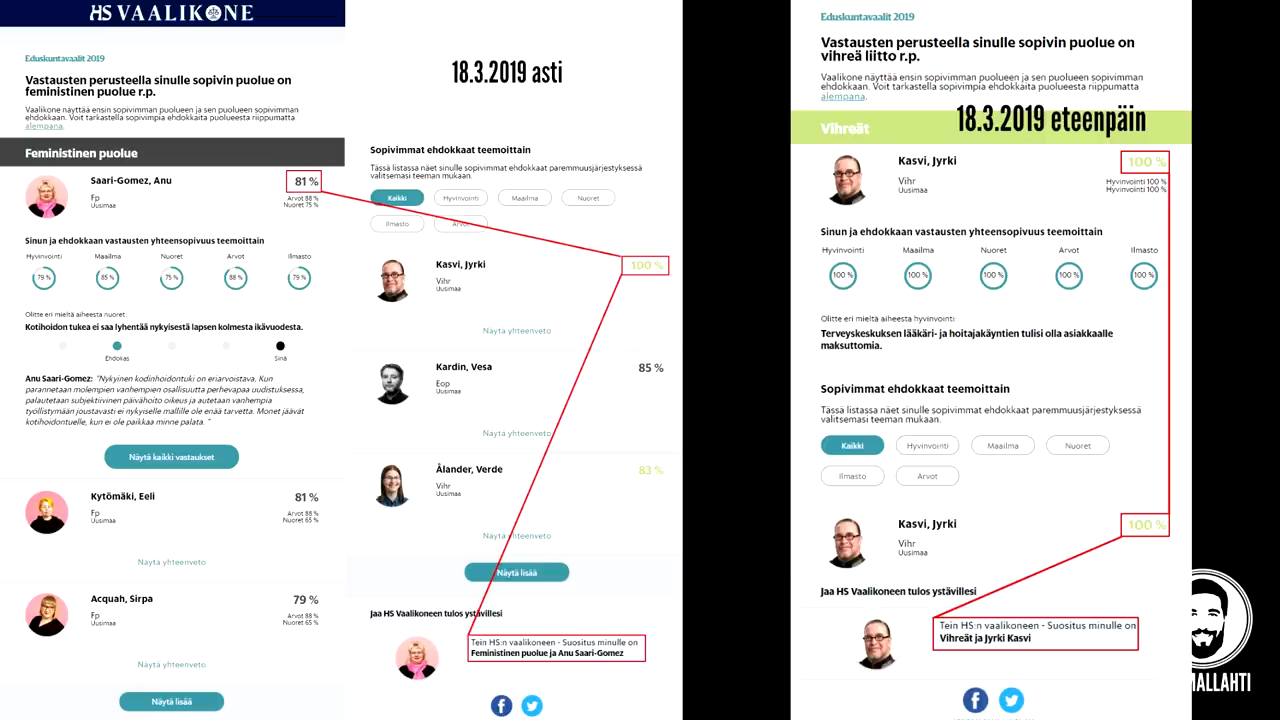 HS VAALIKONE
Eduskuntavaalit 2019
Vastausten perusteella sinulle sopivin puolue on
feministinen puolue r.p.
Vaalikone näyttää ensin sopivimman puolueen ja sen puolueen sopivimman
ehdokkaan. Voit tarkastella sopivimpia ehdokkaita puolueesta riippumatta
alempana.
Feministinen puolue
Saari-Gomez, Anu
81 %
Fp
Uusimaa
Arvot 88 %
Nuoret 75 %
Sinun ja ehdokkaan vastausten yhteensopivuus teemoittain
Hyvinvointi Maailma Nuoret Arvot Ilmasto
79 % 85 % 75 % 88 % 79 %
Olitte eri mieltä aiheesta nuoret:
Kotihoidon tukea ei saa lyhentää nykyisestä lapsen kolmesta ikävuodesta.
Ehdokas Sinä
Anu Saari-Gomez: "Nykyinen kodinhoidontuki on eriarvoistava. Kun
parannetaan molempien vanhempien osallisuutta perhevapaa uudistuksessa,
palautetaan subjektiivinen päivähoito oikeus ja autetaan vanhempia
työllistymään joustavasti ei nykyiselle mallille ole enää tarvetta. Monet jäävät
kotihoidontuelle, kun ei ole paikkaa minne palata. "
Näytä kaikki vastaukset
Kytömäki, Eeli
81 %
Fp
Uusimaa
Arvot 88 %
Nuoret 65 %
Näytä yhteenveto
Acquah, Sirpa
79 %
Fp
Uusimaa
Arvot 88 %
Nuoret 65 %
Näytä yhteenveto
Näytä lisää
18.3.2019 asti
Sopivimmat ehdokkaat teemoittain
Tässä listassa näet sinulle sopivimmat ehdokkaat paremmuusjärjestyksessä
valitsemasi teeman mukaan.
Kaikki Hyvinvointi Maailma Nuoret
Ilmasto Arvot
Kasvi, Jyrki
100 %
Vihr
Uusimaa
Näytä yhteenveto
Kardin, Vesa
85 %
Eop
Uusimaa
Näytä yhteenveto
Ålander, Verde
83 %
Vihr
Uusimaa
Näytä yhteenveto
Näytä lisää
Jaa HS Vaalikoneen tulos ystävillesi
Tein HS:n vaalikoneen - Suositus minulle on
Feministinen puolue ja Anu Saari-Gomez
Eduskuntavaalit 2019
Vastausten perusteella sinulle sopivin puolue on
vihreä liitto r.p.
Vaalikone näyttää ensin sopivimman puolueen ja sen puolueen sopivimman
ehdokkaan. Voit tarkastella sopivimpia ehdokkaita puolueesta riippumatta
alempana.
18.3.2019 eteenpäin
Vihreät
Kasvi, Jyrki
100 %
Vihr
Uusimaa
Hyvinvointi 100 %
Hyvinvointi 100 %
Sinun ja ehdokkaan vastausten yhteensopivuus teemoittain
Hyvinvointi Maailma Nuoret Arvot Ilmasto
100 % 100 % 100 % 100 % 100 %
Olitte eri mieltä aiheesta hyvinvointi:
Terveyskeskuksen lääkäri- ja hoitajakäyntien tulisi olla asiakkaalle
maksuttomia.
Sopivimmat ehdokkaat teemoittain
Tässä listassa näet sinulle sopivimmat ehdokkaat paremmuusjärjestyksessä
valitsemasi teeman mukaan.
Kaikki Hyvinvointi Maailma Nuoret
Ilmasto Arvot
Kasvi, Jyrki
100 %
Vihr
Uusimaa
Jaa HS Vaalikoneen tulos ystävillesi
Tein HS:n vaalikoneen - Suositus minulle on
Vihreät ja Jyrki Kasvi